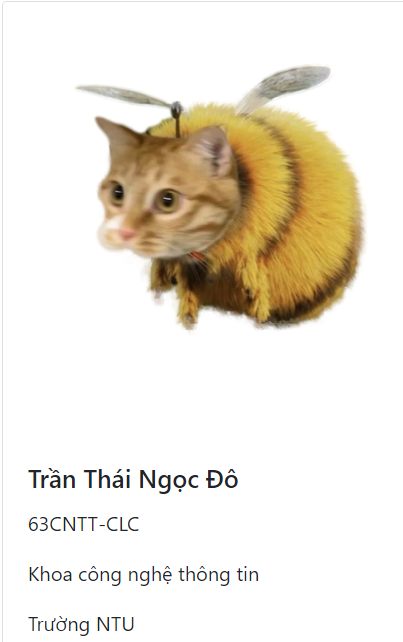 Trần Thái Ngọc Đô
63CNTT-CLC
Khoa công nghệ thông tin
Trường NTU